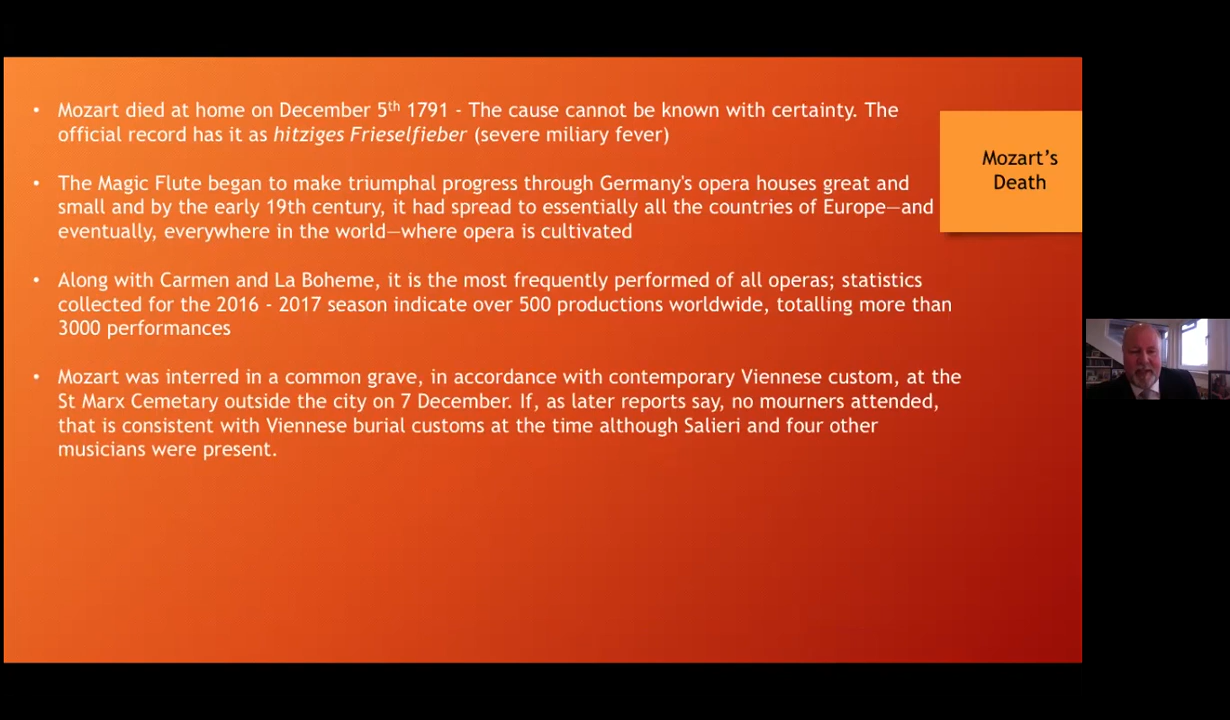 • Mozart died at home on December 5th 1791 - The cause cannot be known with certainty. The
official record has it as hitziges Frieselfieber (severe miliary fever)
• The Magic Flute began to make triumphal progress through Germany's opera houses great and
small and by the early 19th century, it had spread to essentially all the countries of Europe—and
eventually, everywhere in the world—where opera is cultivated
• Along with Carmen and La Boheme, it is the most frequently performed of all operas; statistics
collected for the 2016 - 2017 season indicate over 500 productions worldwide, totalling more than
3000 performances
• Mozart was interred in a common grave, in accordance with contemporary Viennese custom, at the
St Marx Cemetary outside the city on 7 December. If, as later reports say, no mourners attended,
that is consistent with Viennese burial customs at the time although Salieri and four other
musicians were present.
Mozart's
Death